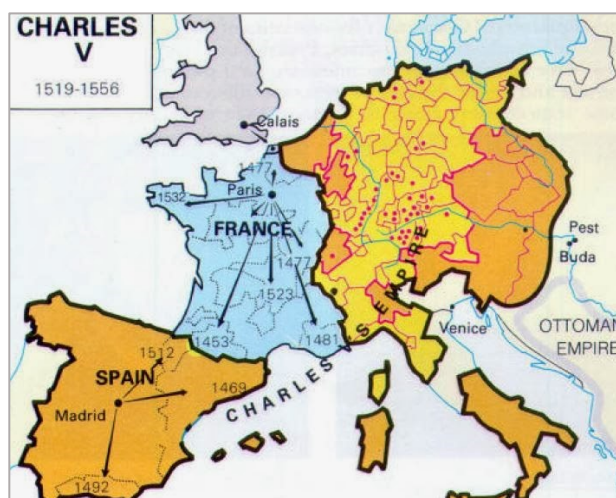 CHARLES
V
1519-1556
Calais
1477
Paris
1532
FRANCE
1477
1523
1453
1481
1512
SPAIN
1469
Madrid
1492
CHARLES V'S EMPIRE
Pest
Buda
Venice
OTTOMAN
EMPIRE